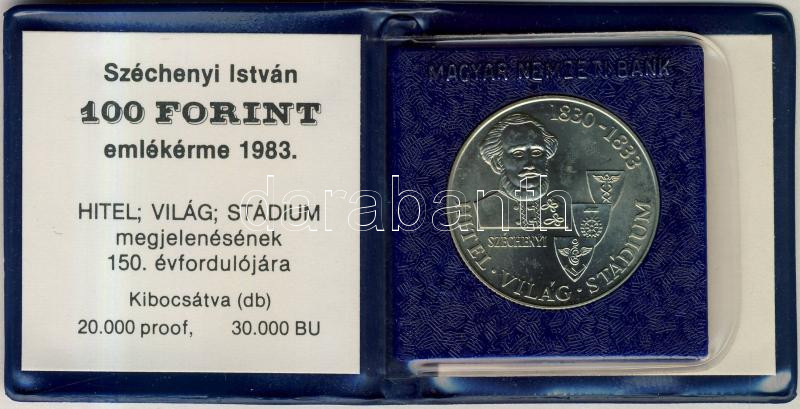 Széchenyi István
100 FORINT
emlékérme 1983.
HITEL; VILÁG; STÁDIUM
megjelenésének
150. évfordulójára
Kibocsátva (db)
20.000 proof, 30.000 BU
MAGYAR NEMZETI BANK
1830-1833
SZÉCHENYI
HITEL · VILÁG · STÁDIUM
darabanth